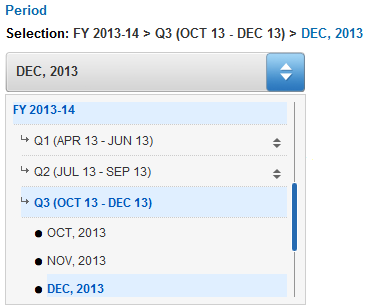 Period
Selection: FY 2013-14 > Q3 (OCT 13 - DEC 13) > DEC, 2013
DEC, 2013
FY 2013-14
Q1 (APR 13 - JUN 13)
Q2 (JUL 13 - SEP 13)
Q3 (OCT 13 - DEC 13)
OCT, 2013
NOV, 2013
DEC, 2013